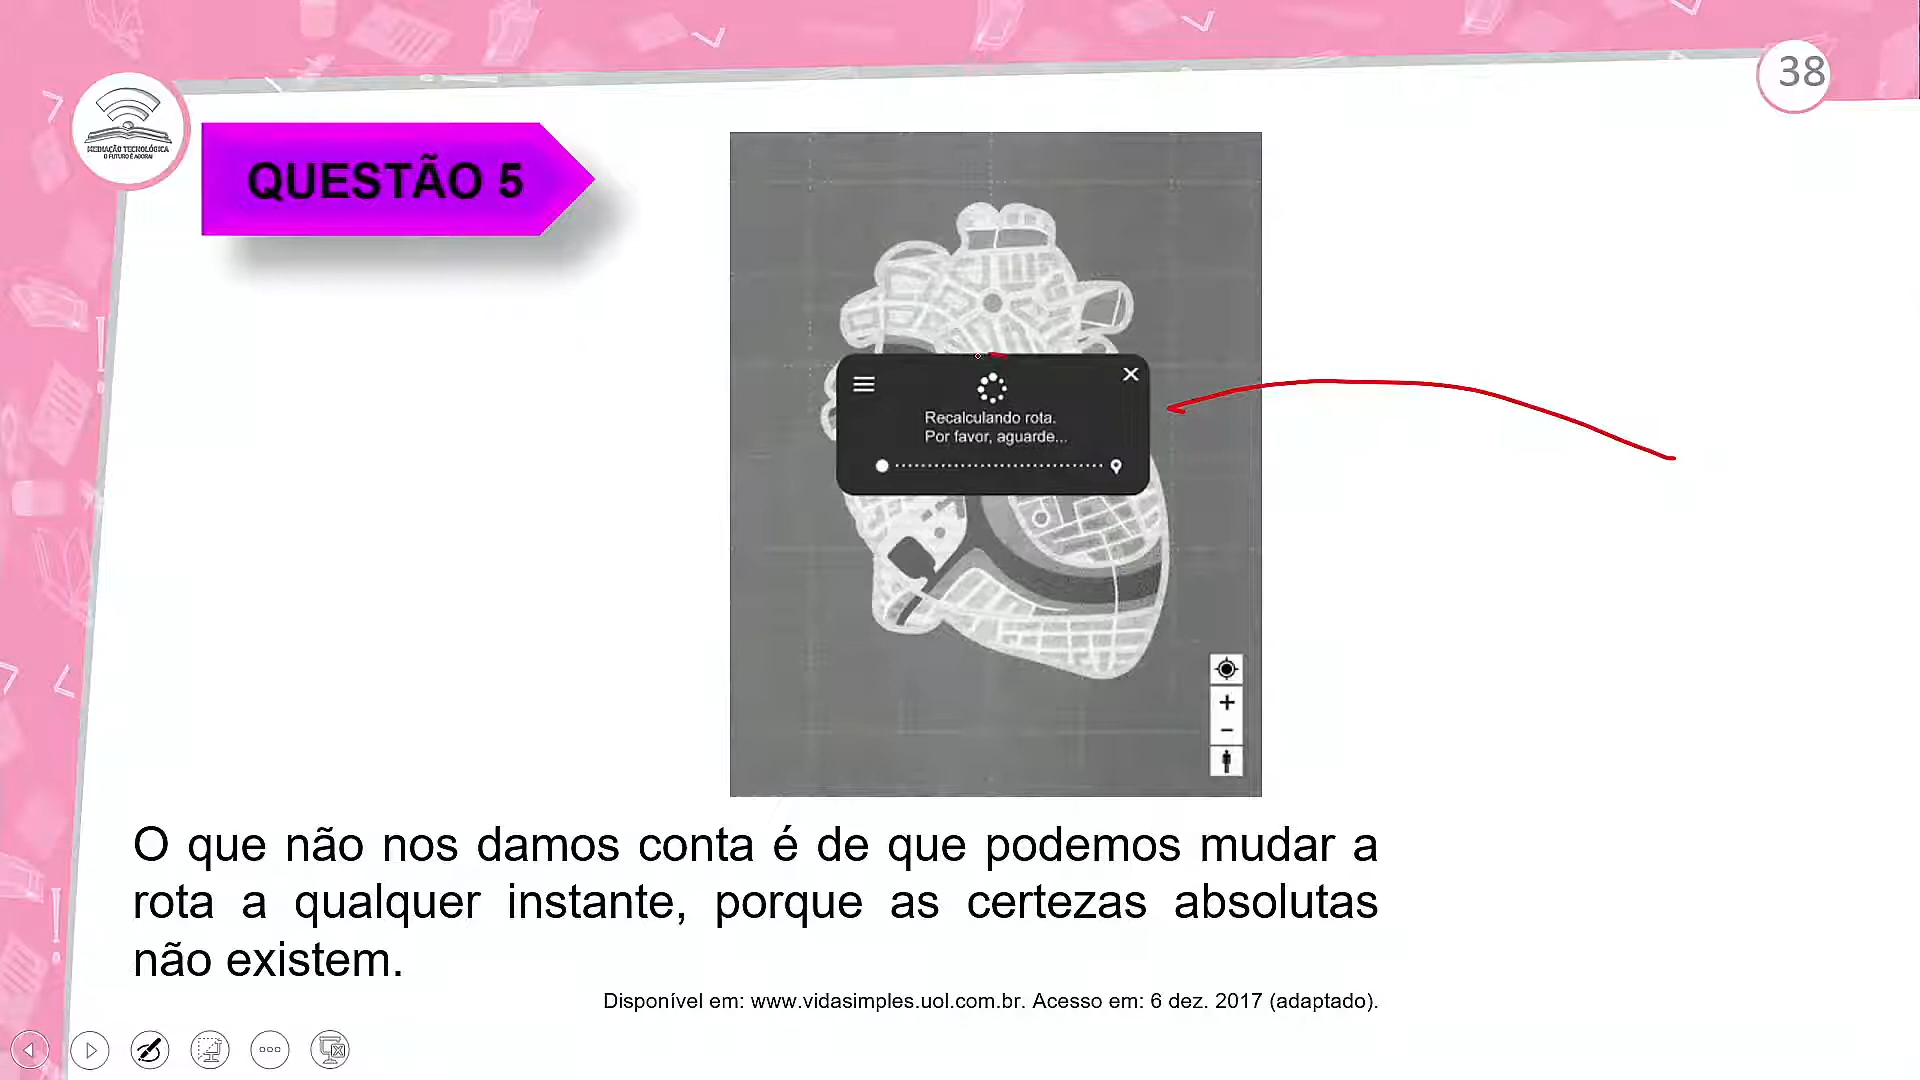 38
MEDIAÇÃO TECNOLÓGICA
O FUTURO É AGORA!
QUESTÃO 5
Recalculando rota.
Por favor, aguarde...
O que não nos damos conta é de que podemos mudar a
rota a qualquer instante, porque as certezas absolutas
não existem.
Disponível em: www.vidasimples.uol.com.br. Acesso em: 6 dez. 2017 (adaptado).